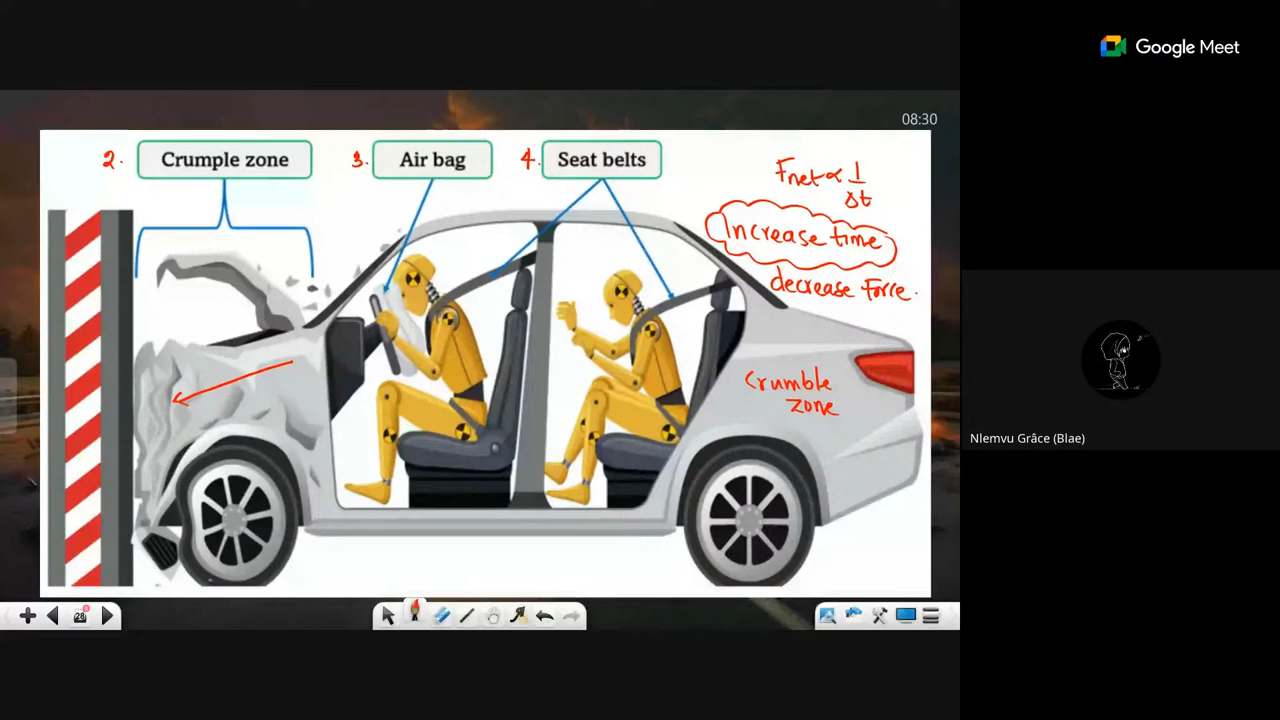 Google Meet
08:30
2. Crumple zone
3. Air bag
4. Seat belts
Fnet ∝ 1/Δt
Increase time
decrease Force.
Crumble
zone
Nlemvu Grâce (Blae)
28